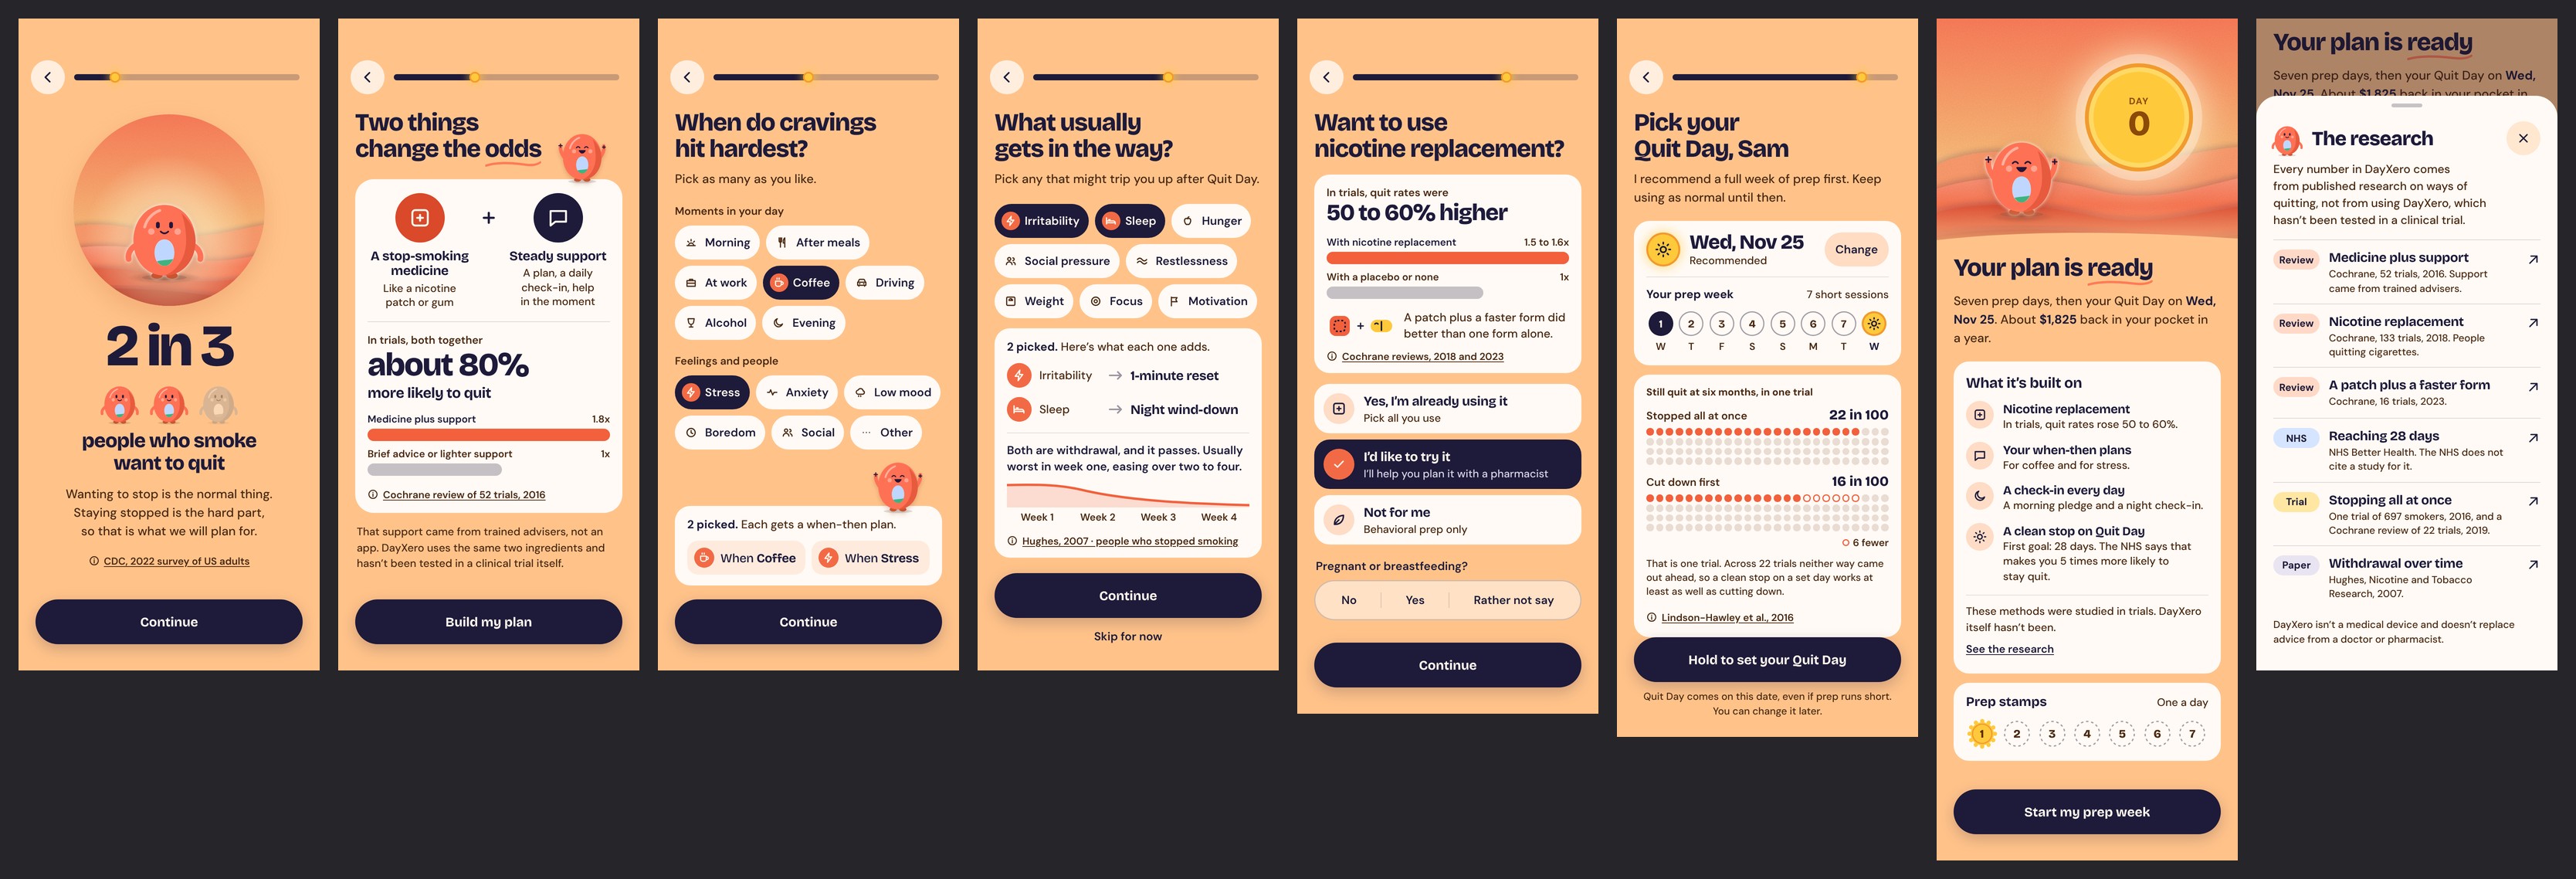 2 in 3
people who smoke
want to quit
Wanting to stop is the normal thing.
Staying stopped is the hard part,
so that is what we will plan for.
CDC, 2022 survey of US adults
Continue
Two things
change the odds
+
A stop-smoking
medicine
Like a nicotine
patch or gum
Steady support
A plan, a daily
check-in, help
in the moment
In trials, both together
about 80%
more likely to quit
Medicine plus support 1.8x
Brief advice or lighter support 1x
Cochrane review of 52 trials, 2016
That support came from trained advisers, not an
app. DayXero uses the same two ingredients and
hasn't been tested in a clinical trial itself.
Build my plan
When do cravings
hit hardest?
Pick as many as you like.
Moments in your day
Morning After meals
At work Coffee Driving
Alcohol Evening
Feelings and people
Stress Anxiety Low mood
Boredom Social Other
2 picked. Each gets a when-then plan.
When Coffee When Stress
Continue
What usually
gets in the way?
Pick any that might trip you up after Quit Day.
Irritability Sleep Hunger
Social pressure Restlessness
Weight Focus Motivation
2 picked. Here's what each one adds.
Irritability → 1-minute reset
Sleep → Night wind-down
Both are withdrawal, and it passes. Usually
worst in week one, easing over two to four.
Week 1 Week 2 Week 3 Week 4
Hughes, 2007 · people who stopped smoking
Continue
Skip for now
Want to use
nicotine replacement?
In trials, quit rates were
50 to 60% higher
With nicotine replacement 1.5 to 1.6x
With a placebo or none 1x
+
A patch plus a faster form did
better than one form alone.
Cochrane reviews, 2018 and 2023
Yes, I'm already using it
Pick all you use
I'd like to try it
I'll help you plan it with a pharmacist
Not for me
Behavioral prep only
Pregnant or breastfeeding?
No Yes Rather not say
Continue
Pick your
Quit Day, Sam
I recommend a full week of prep first. Keep
using as normal until then.
Wed, Nov 25
Recommended
Change
Your prep week 7 short sessions
1 2 3 4 5 6 7
W T F S S M T W
Still quit at six months, in one trial
Stopped all at once 22 in 100
Cut down first 16 in 100
6 fewer
That is one trial. Across 22 trials neither way came
out ahead, so a clean stop on a set day works at
least as well as cutting down.
Lindson-Hawley et al., 2016
Hold to set your Quit Day
Quit Day comes on this date, even if prep runs short.
You can change it later.
DAY
0
Your plan is ready
Seven prep days, then your Quit Day on Wed,
Nov 25. About $1,825 back in your pocket in
a year.
What it's built on
Nicotine replacement
In trials, quit rates rose 50 to 60%.
Your when-then plans
For coffee and for stress.
A check-in every day
A morning pledge and a night check-in.
A clean stop on Quit Day
First goal: 28 days. The NHS says that
makes you 5 times more likely to
stay quit.
These methods were studied in trials. DayXero
itself hasn't been.
See the research
Prep stamps One a day
1 2 3 4 5 6 7
Start my prep week
Your plan is ready
Seven prep days, then your Quit Day on Wed,
Nov 25. About $1,825 back in your pocket in
The research
Every number in DayXero comes
from published research on ways of
quitting, not from using DayXero, which
hasn't been tested in a clinical trial.
Review Medicine plus support
Cochrane, 52 trials, 2016. Support
came from trained advisers.
Review Nicotine replacement
Cochrane, 133 trials, 2018. People
quitting cigarettes.
Review A patch plus a faster form
Cochrane, 16 trials, 2023.
NHS Reaching 28 days
NHS Better Health. The NHS does not
cite a study for it.
Trial Stopping all at once
One trial of 697 smokers, 2016, and a
Cochrane review of 22 trials, 2019.
Paper Withdrawal over time
Hughes, Nicotine and Tobacco
Research, 2007.
DayXero isn't a medical device and doesn't replace
advice from a doctor or pharmacist.